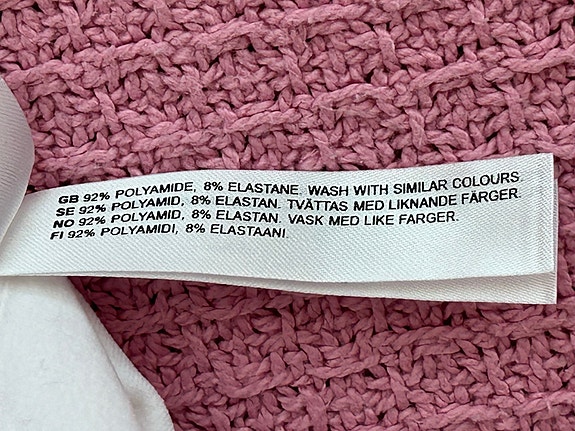 GB 92% POLYAMIDE, 8% ELASTANE. WASH WITH SIMILAR COLOURS.
SE 92% POLYAMID, 8% ELASTAN. TVÄTTAS MED LIKNANDE FÄRGER.
NO 92% POLYAMID, 8% ELASTAN. VASK MED LIKE FARGER.
FI 92% POLYAMIDI, 8% ELASTAANI.